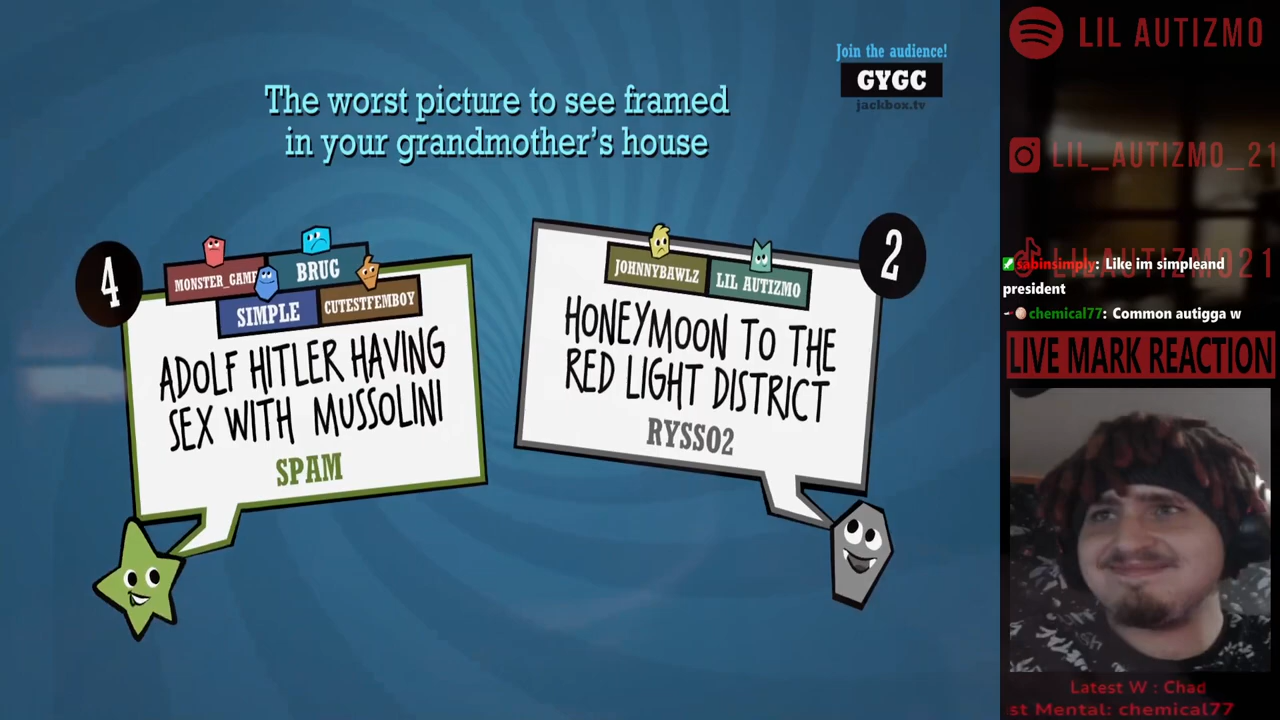 Join the audience!
GYGC
jackbox.tv
The worst picture to see framed
in your grandmother's house
4
MONSTER_GAME
BRUG
SIMPLE
CUTESTFEMBOY
ADOLF HITLER HAVING
SEX WITH MUSSOLINI
SPAM
2
JOHNNYBAWLZ
LIL AUTIZMO
HONEYMOON TO THE
RED LIGHT DISTRICT
RYSSO2
LIL AUTIZMO
LIL_AUTIZMO_21
LIL AUTIZMO21
sabinsimply: Like im simpleand
president
chemical77: Common autigga w
LIVE MARK REACTION
Latest W : Chad
st Mental: chemical77